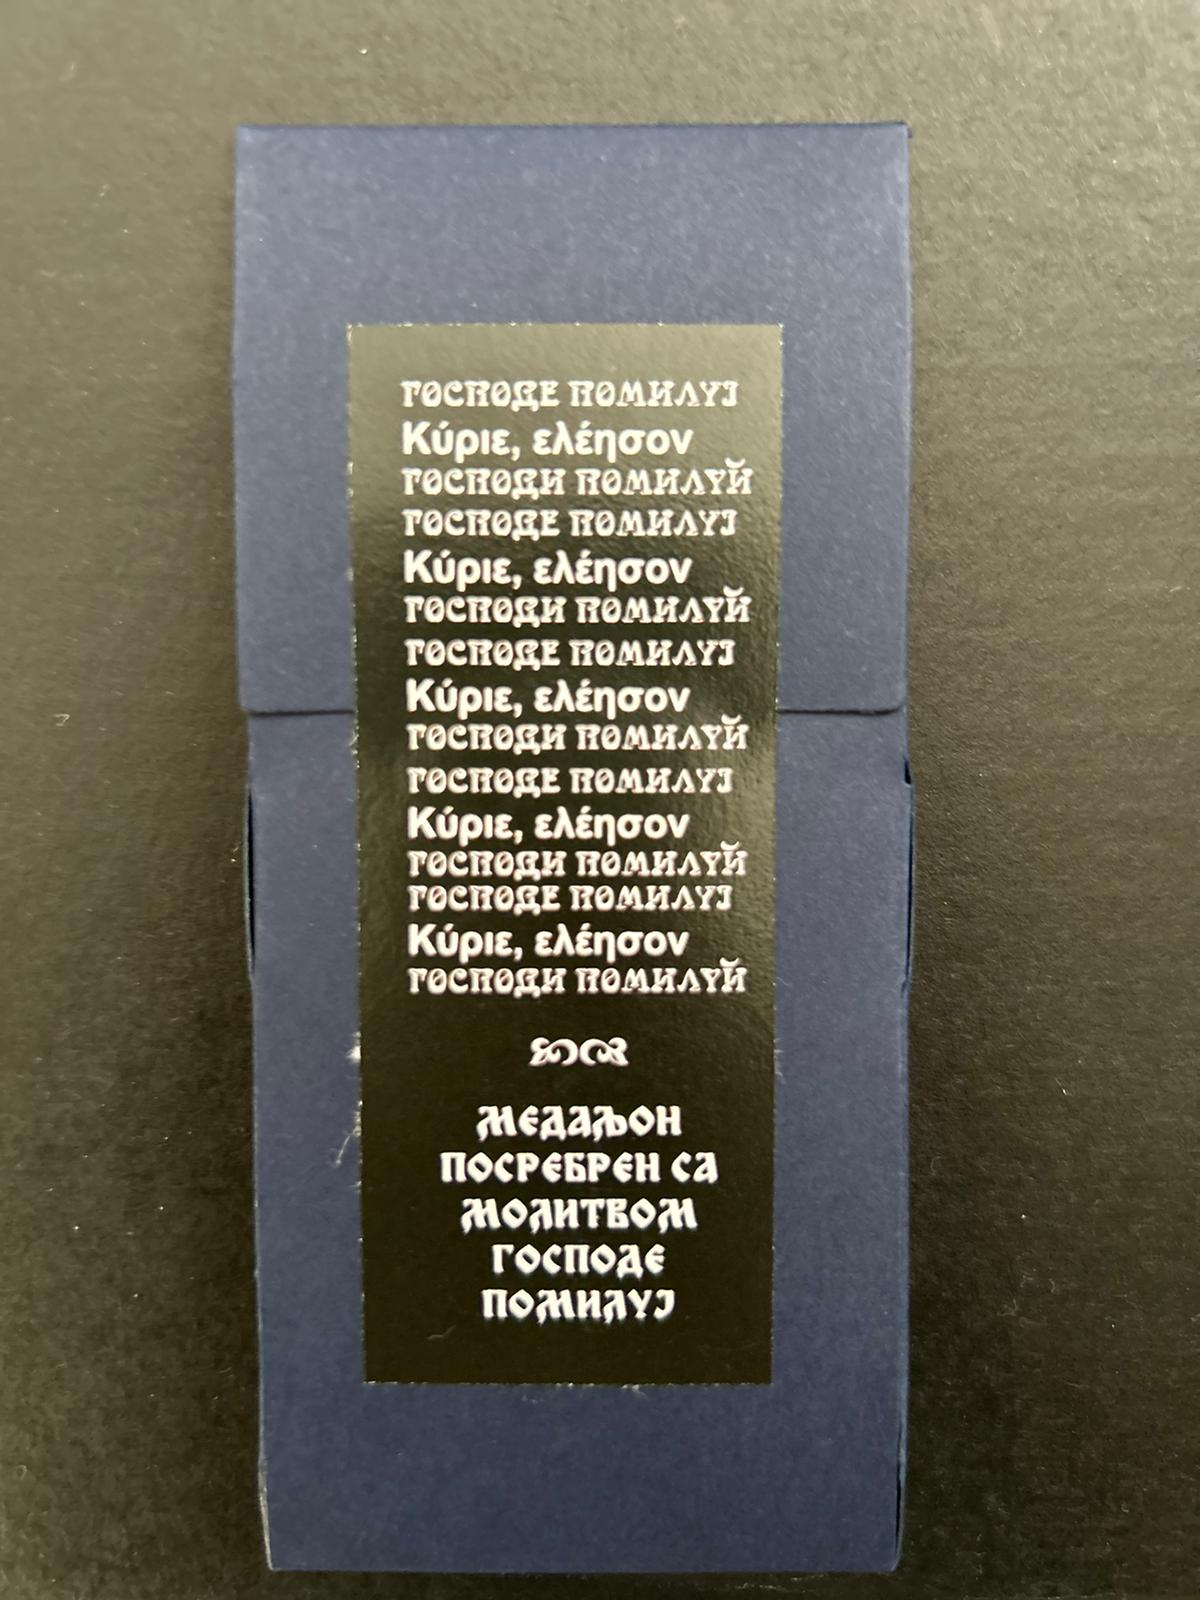 ГОСПОДЕ ПОМИЛУЈ
Κύριε, ελέησον
ГОСПОДИ ПОМИЛУЙ
ГОСПОДЕ ПОМИЛУЈ
Κύριε, ελέησον
ГОСПОДИ ПОМИЛУЙ
ГОСПОДЕ ПОМИЛУЈ
Κύριε, ελέησον
ГОСПОДИ ПОМИЛУЙ
ГОСПОДЕ ПОМИЛУЈ
Κύριε, ελέησον
ГОСПОДИ ПОМИЛУЙ
ГОСПОДЕ ПОМИЛУЈ
Κύριε, ελέησον
ГОСПОДИ ПОМИЛУЙ
МЕДАЉОН
ПОСРЕБРЕН СА
МОЛИТВОМ
ГОСПОДЕ
ПОМИЛУЈ